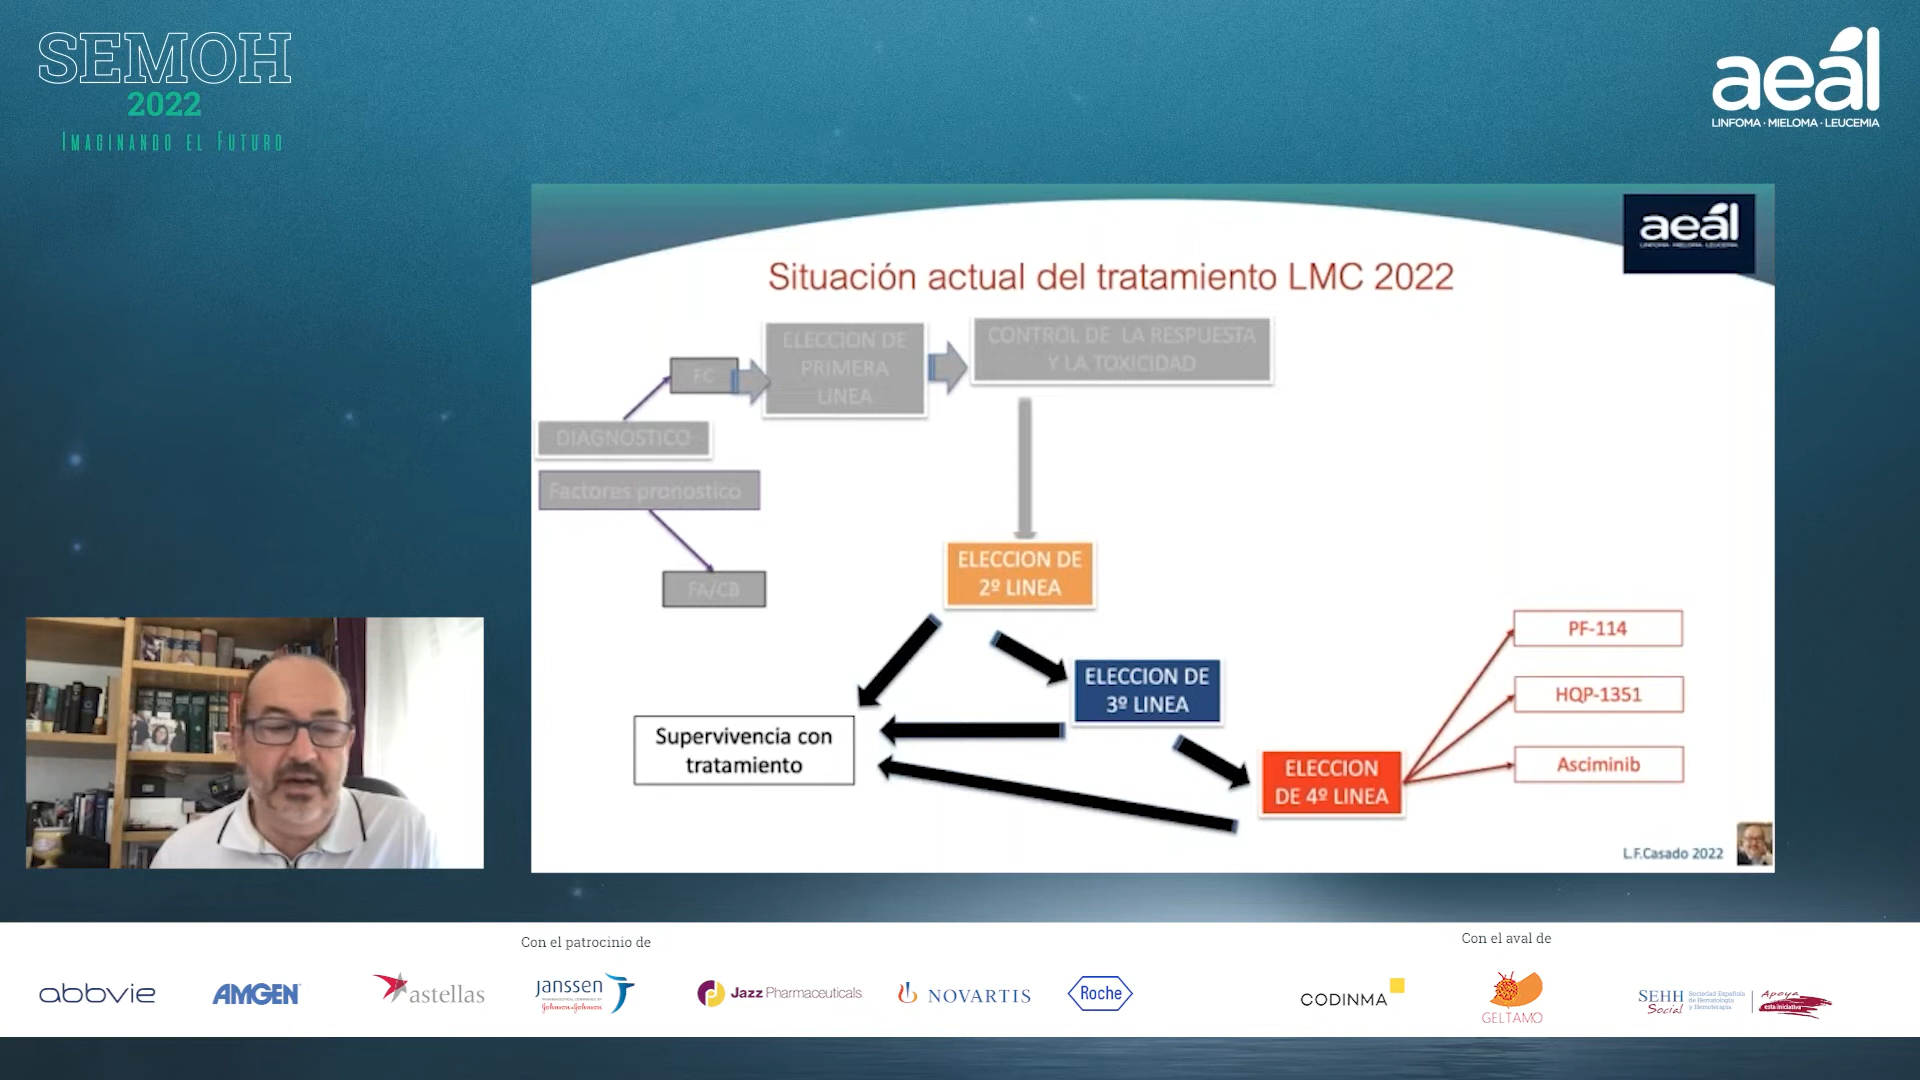 SEMOH
2022
IMAGINANDO EL FUTURO
aeál
LINFOMA · MIELOMA · LEUCEMIA
aeál
LINFOMA · MIELOMA · LEUCEMIA
Situación actual del tratamiento LMC 2022
ELECCION DE
PRIMERA
LINEA
CONTROL DE LA RESPUESTA
Y LA TOXICIDAD
FC
DIAGNOSTICO
Factores pronostico
FA/CB
ELECCION DE
2º LINEA
ELECCION DE
3º LINEA
Supervivencia con
tratamiento
ELECCION
DE 4º LINEA
PF-114
HQP-1351
Asciminib
L.F.Casado 2022
Con el patrocinio de
Con el aval de
abbvie
AMGEN
astellas
janssen
PHARMACEUTICAL COMPANIES OF
Johnson & Johnson
Jazz Pharmaceuticals
NOVARTIS
Roche
CODINMA
GELTAMO
SEHH
Social
Sociedad Española
de Hematología
y Hemoterapia
Apoya
esta iniciativa